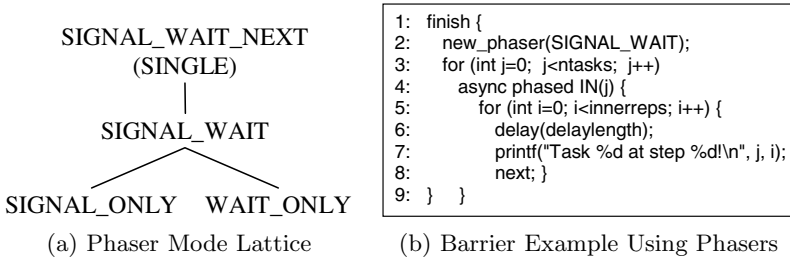 SIGNAL_WAIT_NEXT
(SINGLE)
SIGNAL_WAIT
SIGNAL_ONLY WAIT_ONLY
(a) Phaser Mode Lattice
1: finish {
2: new_phaser(SIGNAL_WAIT);
3: for (int j=0; j<ntasks; j++)
4: async phased IN(j) {
5: for (int i=0; i<innerreps; i++) {
6: delay(delaylength);
7: printf("Task %d at step %d!\n", j, i);
8: next; }
9: } }
(b) Barrier Example Using Phasers